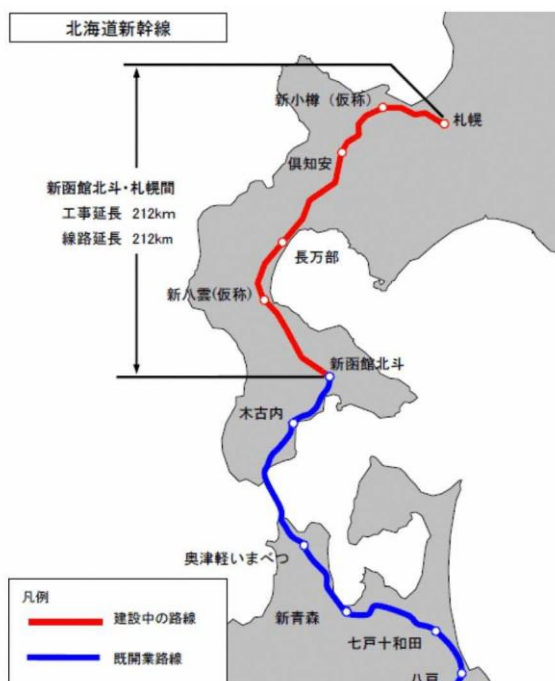 北海道新幹線
新小樽（仮称）
札幌
倶知安
新函館北斗・札幌間
工事延長 212km
線路延長 212km
長万部
新八雲(仮称)
新函館北斗
木古内
奥津軽いまべつ
凡例
建設中の路線
既開業路線
新青森
七戸十和田
八戸